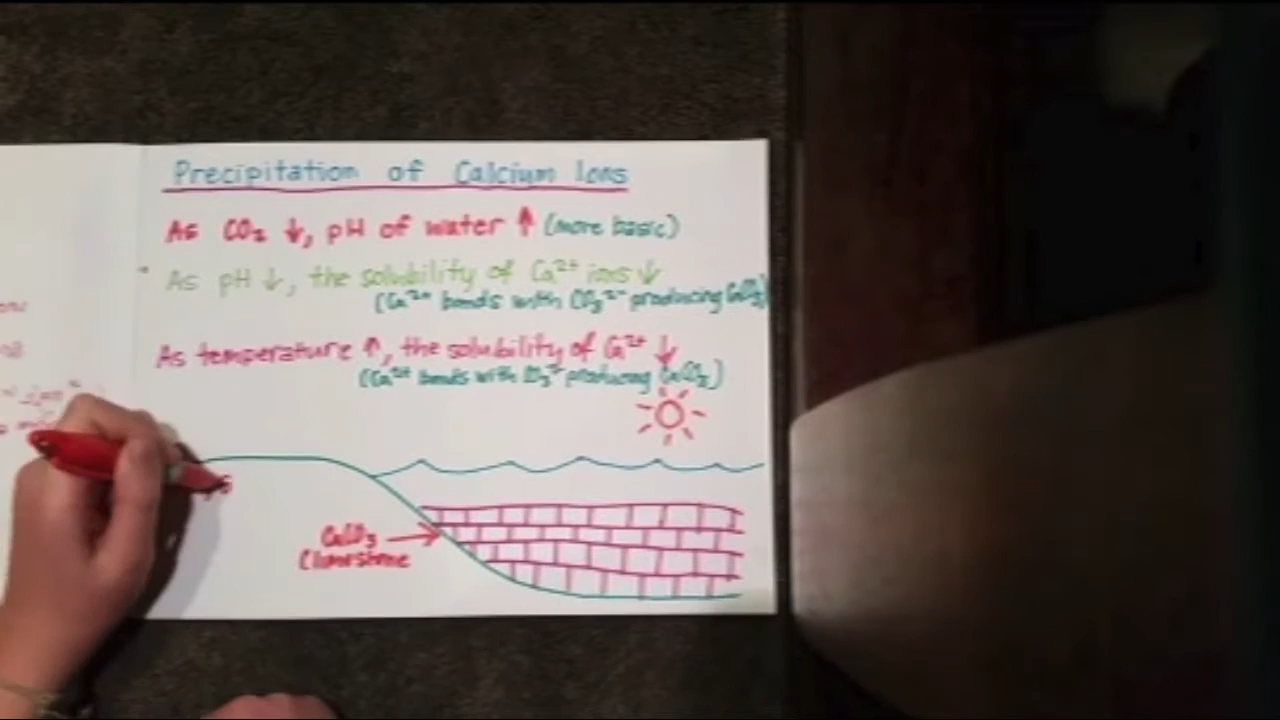 Precipitation of Calcium Ions
As CO₂ ↓, pH of water ↑ (more basic)
As pH ↓, the solubility of Ca²⁺ ions ↓
(Ca²⁺ bonds with CO₃²⁻ producing CaCO₃)
As temperature ↑, the solubility of Ca²⁺ ↓
(Ca²⁺ bonds with CO₃²⁻ producing CaCO₃)
CaCO₃
(limestone